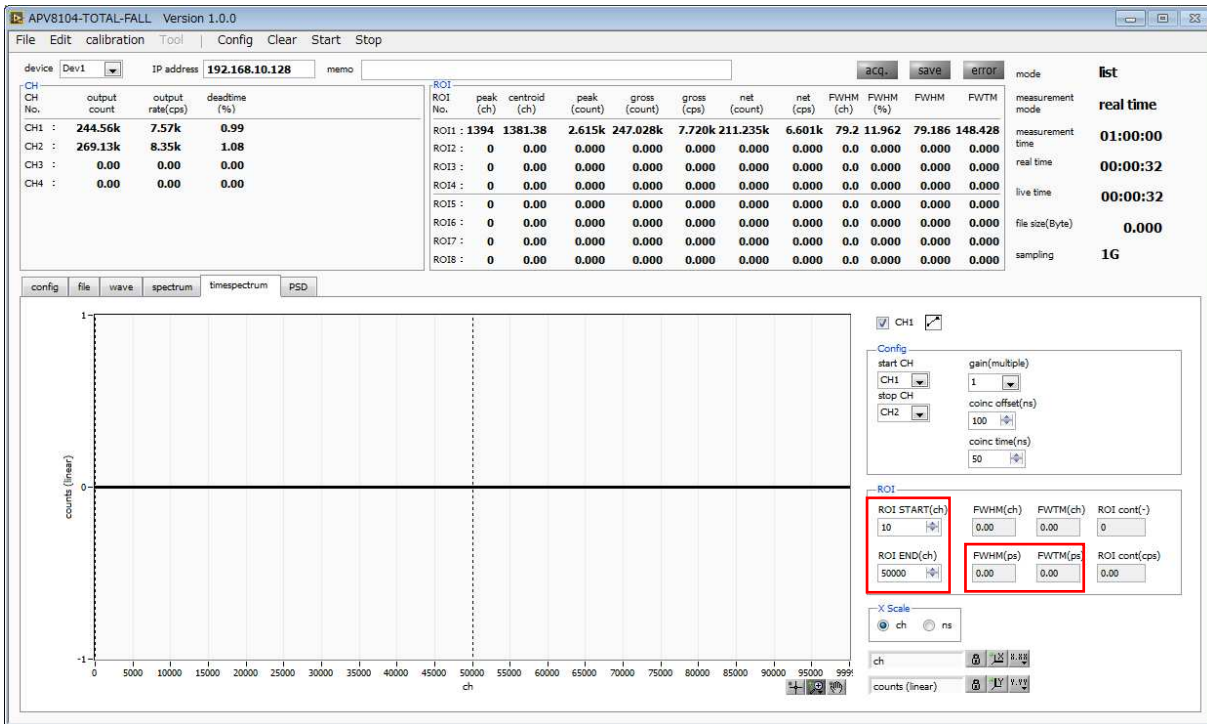 APV8104-TOTAL-FALL Version 1.0.0
File Edit calibration Tool | Config Clear Start Stop
device Dev1 IP address 192.168.10.128 memo acq. save error
mode list
measurement mode real time
measurement time 01:00:00
real time 00:00:32
live time 00:00:32
file size(Byte) 0.000
sampling 1G
CH
CH No. output count output rate(cps) deadtime (%)
CH1 : 244.56k 7.57k 0.99
CH2 : 269.13k 8.35k 1.08
CH3 : 0.00 0.00 0.00
CH4 : 0.00 0.00 0.00
ROI
ROI No. peak (ch) centroid (ch) peak (count) gross (count) gross (cps) net (count) net (cps) FWHM (ch) FWHM (%) FWHM FWTM
ROI1 : 1394 1381.38 2.615k 247.028k 7.720k 211.235k 6.601k 79.2 11.962 79.186 148.428
ROI2 : 0 0.00 0.000 0.000 0.000 0.000 0.000 0.0 0.000 0.000 0.000
ROI3 : 0 0.00 0.000 0.000 0.000 0.000 0.000 0.0 0.000 0.000 0.000
ROI4 : 0 0.00 0.000 0.000 0.000 0.000 0.000 0.0 0.000 0.000 0.000
ROI5 : 0 0.00 0.000 0.000 0.000 0.000 0.000 0.0 0.000 0.000 0.000
ROI6 : 0 0.00 0.000 0.000 0.000 0.000 0.000 0.0 0.000 0.000 0.000
ROI7 : 0 0.00 0.000 0.000 0.000 0.000 0.000 0.0 0.000 0.000 0.000
ROI8 : 0 0.00 0.000 0.000 0.000 0.000 0.000 0.0 0.000 0.000 0.000
config file wave spectrum timespectrum PSD
1
0
-1
counts (linear)
0 5000 10000 15000 20000 25000 30000 35000 40000 45000 50000 55000 60000 65000 70000 75000 80000 85000 90000 95000 9999
ch
CH1
Config
start CH gain(multiple)
CH1 1
stop CH coinc offset(ns)
CH2 100
coinc time(ns)
50
ROI
ROI START(ch) FWHM(ch) FWTM(ch) ROI cont(-)
10 0.00 0.00 0
ROI END(ch) FWHM(ps) FWTM(ps) ROI cont(cps)
50000 0.00 0.00 0.00
X Scale
ch ns
ch
counts (linear)